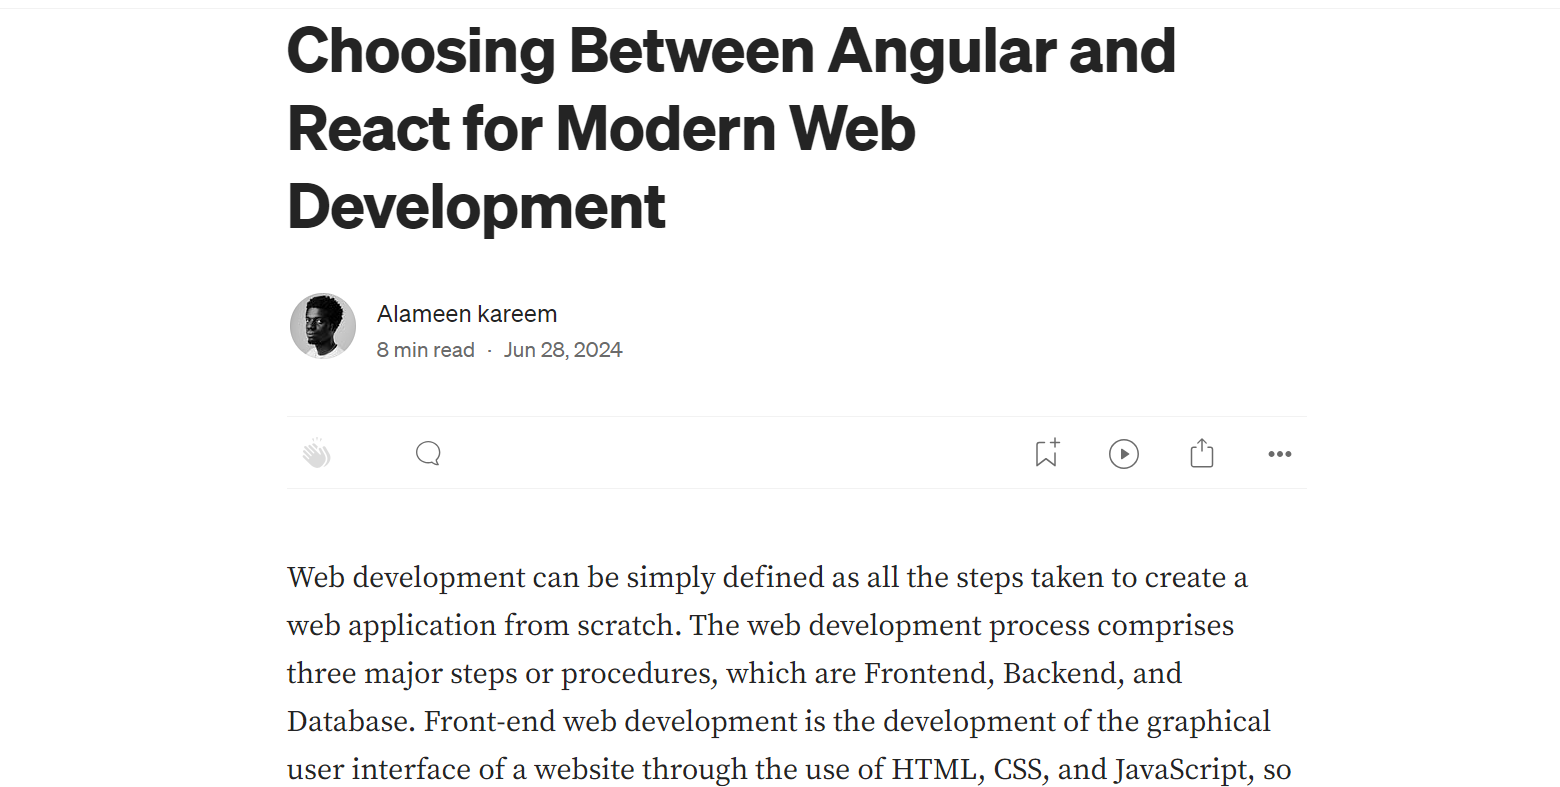 Choosing Between Angular and
React for Modern Web
Development
Alameen kareem
8 min read · Jun 28, 2024
Web development can be simply defined as all the steps taken to create a
web application from scratch. The web development process comprises
three major steps or procedures, which are Frontend, Backend, and
Database. Front-end web development is the development of the graphical
user interface of a website through the use of HTML, CSS, and JavaScript, so